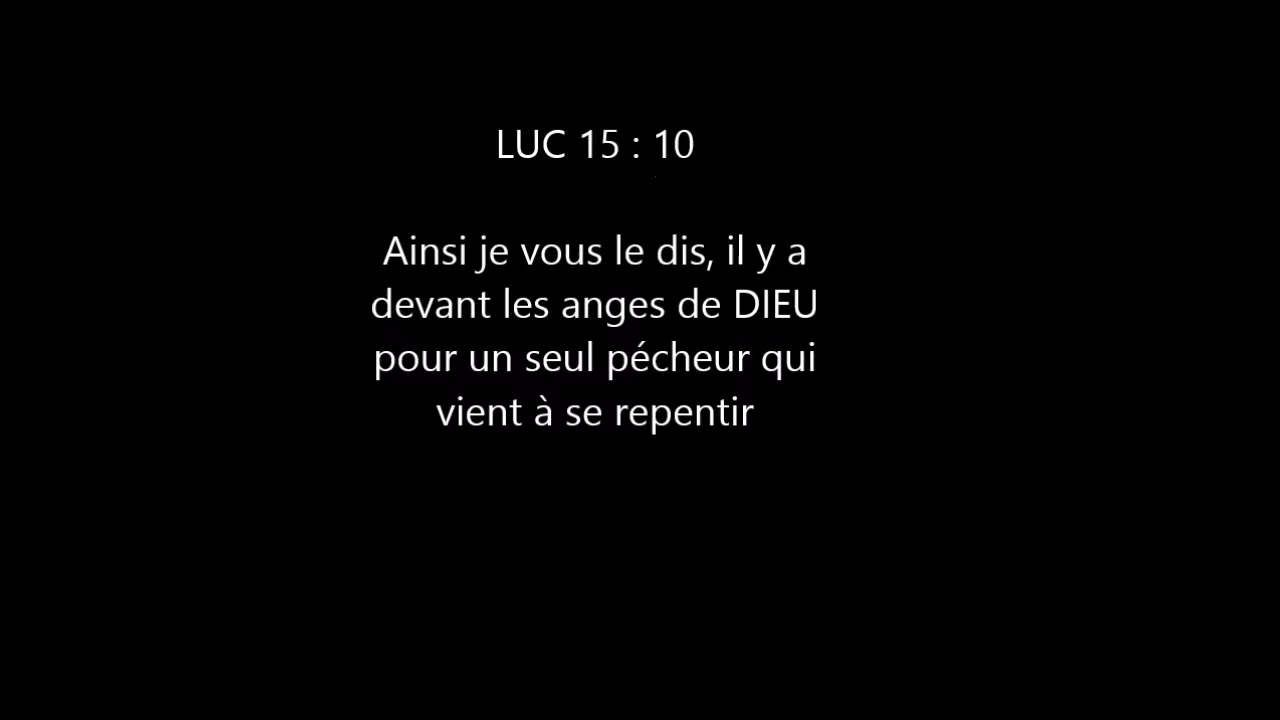 LUC 15 : 10
Ainsi je vous le dis, il y a
devant les anges de DIEU
pour un seul pécheur qui
vient à se repentir